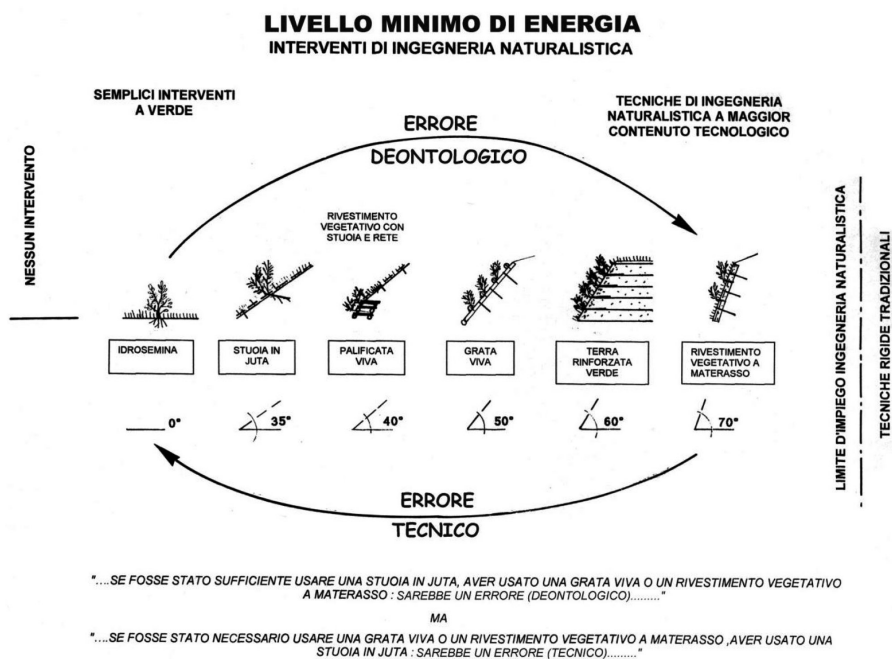 LIVELLO MINIMO DI ENERGIA
INTERVENTI DI INGEGNERIA NATURALISTICA
SEMPLICI INTERVENTI
A VERDE
TECNICHE DI INGEGNERIA
NATURALISTICA A MAGGIOR
CONTENUTO TECNOLOGICO
ERRORE
DEONTOLOGICO
NESSUN INTERVENTO
RIVESTIMENTO
VEGETATIVO CON
STUOIA E RETE
IDROSEMINA
STUOIA IN
JUTA
PALIFICATA
VIVA
GRATA
VIVA
TERRA
RINFORZATA
VERDE
RIVESTIMENTO
VEGETATIVO A
MATERASSO
0°
35°
40°
50°
60°
70°
LIMITE D'IMPIEGO INGEGNERIA NATURALISTICA
TECNICHE RIGIDE TRADIZIONALI
ERRORE
TECNICO
"....SE FOSSE STATO SUFFICIENTE USARE UNA STUOIA IN JUTA, AVER USATO UNA GRATA VIVA O UN RIVESTIMENTO VEGETATIVO
A MATERASSO : SAREBBE UN ERRORE (DEONTOLOGICO)........."
MA
"....SE FOSSE STATO NECESSARIO USARE UNA GRATA VIVA O UN RIVESTIMENTO VEGETATIVO A MATERASSO ,AVER USATO UNA
STUOIA IN JUTA : SAREBBE UN ERRORE (TECNICO)......."